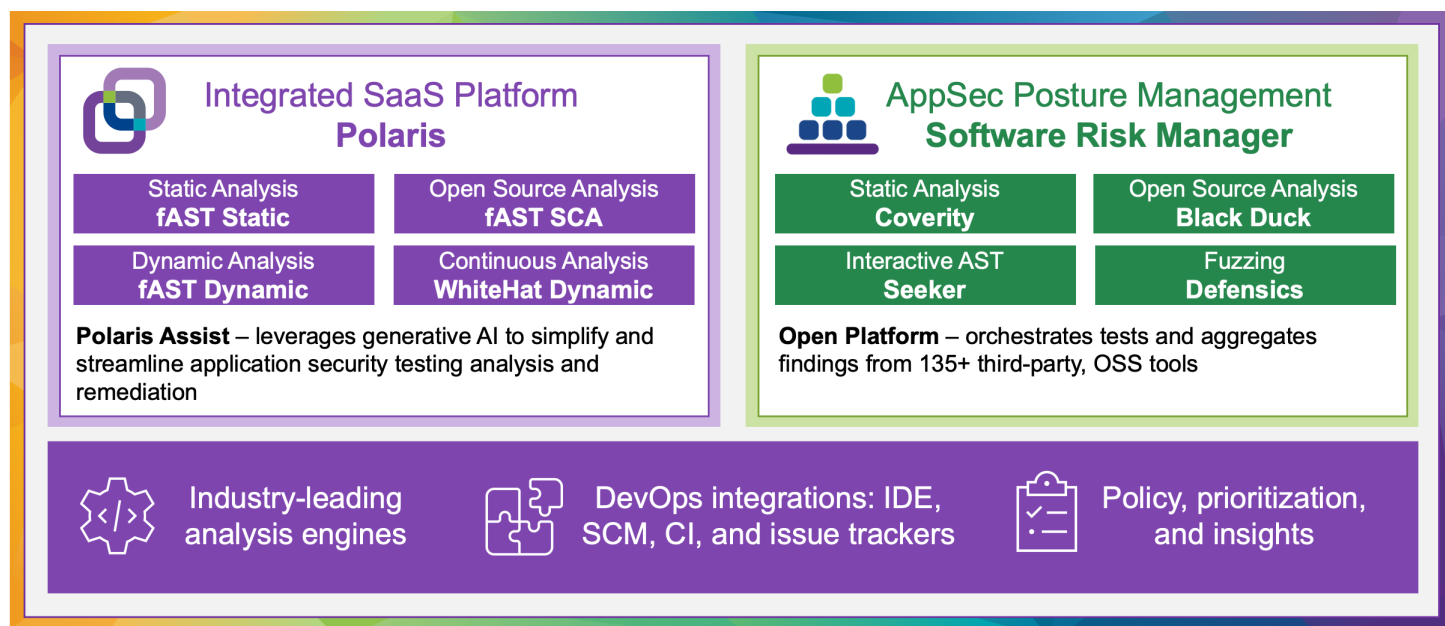 Integrated SaaS Platform
Polaris
Static Analysis
fAST Static
Open Source Analysis
fAST SCA
Dynamic Analysis
fAST Dynamic
Continuous Analysis
WhiteHat Dynamic
Polaris Assist – leverages generative AI to simplify and
streamline application security testing analysis and
remediation
AppSec Posture Management
Software Risk Manager
Static Analysis
Coverity
Open Source Analysis
Black Duck
Interactive AST
Seeker
Fuzzing
Defensics
Open Platform – orchestrates tests and aggregates
findings from 135+ third-party, OSS tools
Industry-leading
analysis engines
DevOps integrations: IDE,
SCM, CI, and issue trackers
Policy, prioritization,
and insights